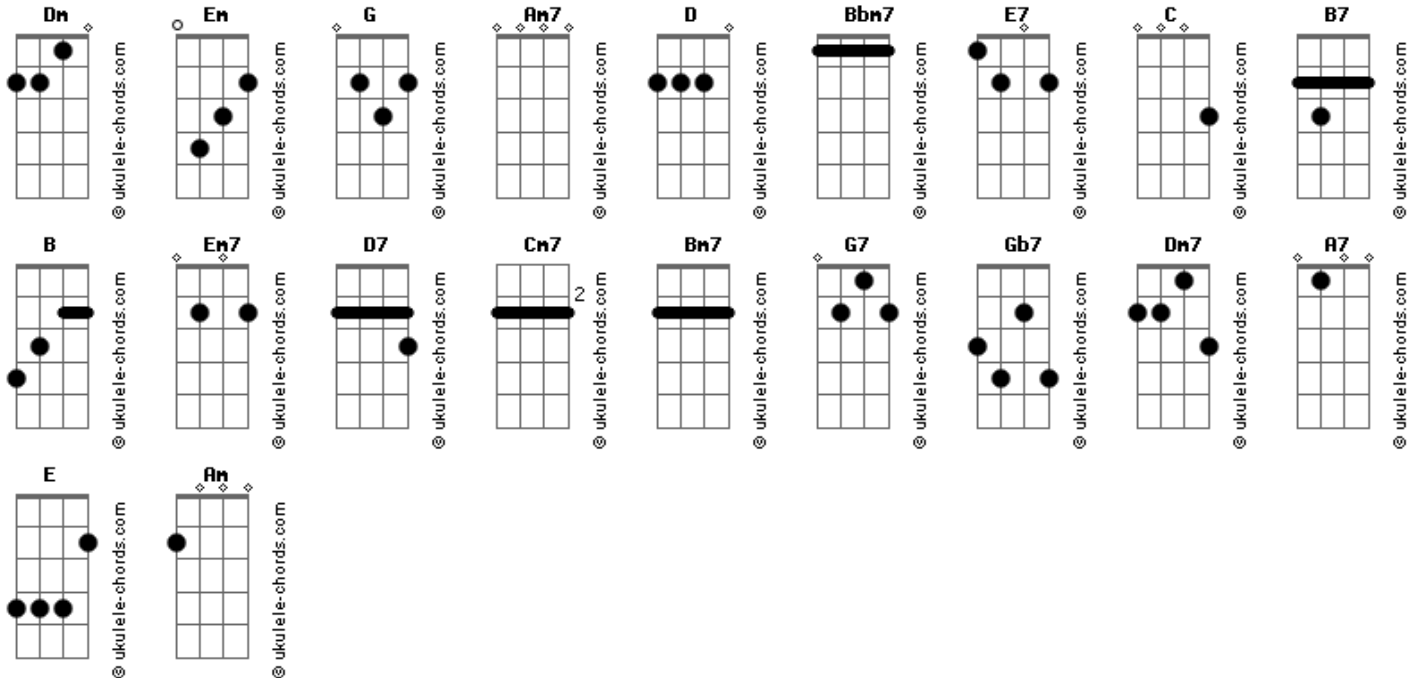 Dm Em G Am7 D Bbm7 E7 C B7
© ukulele-chords.com © ukulele-chords.com © ukulele-chords.com © ukulele-chords.com © ukulele-chords.com © ukulele-chords.com © ukulele-chords.com © ukulele-chords.com © ukulele-chords.com
B Em7 D7 Cm7 Bm7 G7 Gb7 Dm7 A7
2
© ukulele-chords.com © ukulele-chords.com © ukulele-chords.com © ukulele-chords.com © ukulele-chords.com © ukulele-chords.com © ukulele-chords.com © ukulele-chords.com © ukulele-chords.com
E Am
© ukulele-chords.com © ukulele-chords.com